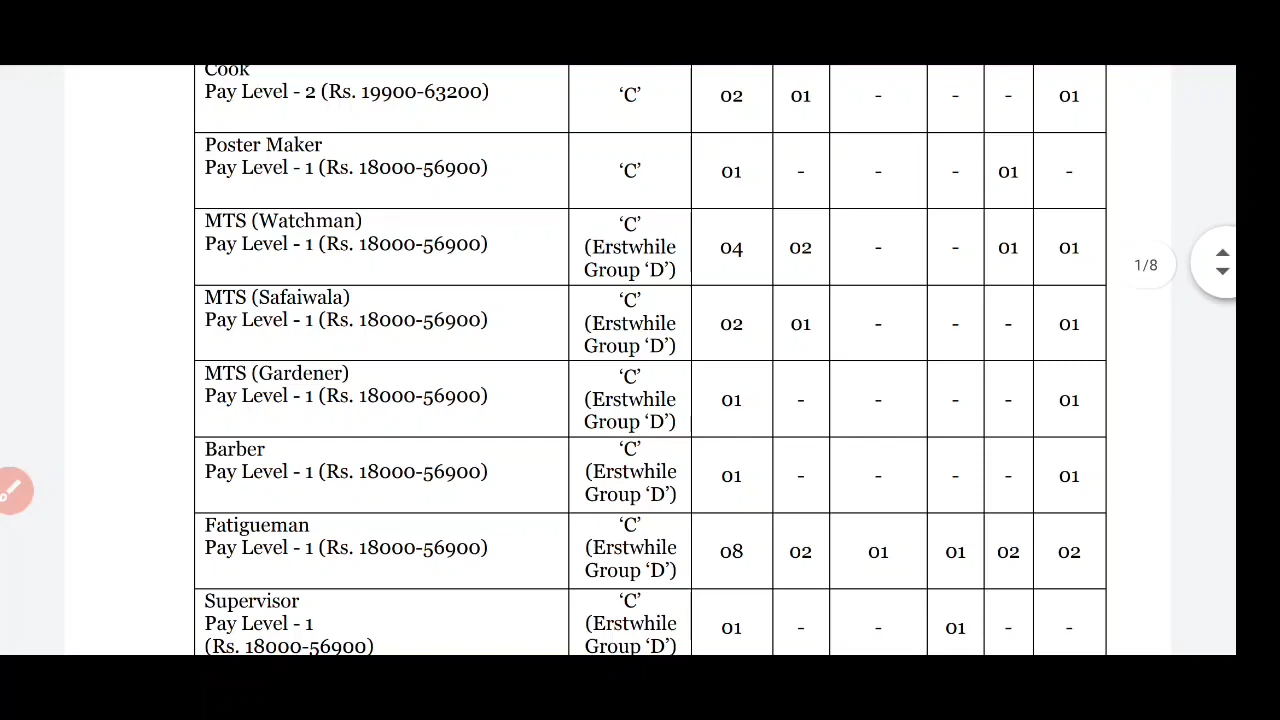 Cook
Pay Level - 2 (Rs. 19900-63200) ‘C’ 02 01 - - - 01
Poster Maker
Pay Level - 1 (Rs. 18000-56900) ‘C’ 01 - - - 01 -
MTS (Watchman)
Pay Level - 1 (Rs. 18000-56900) ‘C’
(Erstwhile
Group ‘D’) 04 02 - - 01 01
1/8
MTS (Safaiwala)
Pay Level - 1 (Rs. 18000-56900) ‘C’
(Erstwhile
Group ‘D’) 02 01 - - - 01
MTS (Gardener)
Pay Level - 1 (Rs. 18000-56900) ‘C’
(Erstwhile
Group ‘D’) 01 - - - - 01
Barber
Pay Level - 1 (Rs. 18000-56900) ‘C’
(Erstwhile
Group ‘D’) 01 - - - - 01
Fatigueman
Pay Level - 1 (Rs. 18000-56900) ‘C’
(Erstwhile
Group ‘D’) 08 02 01 01 02 02
Supervisor
Pay Level - 1
(Rs. 18000-56900) ‘C’
(Erstwhile
Group ‘D’) 01 - - 01 - -